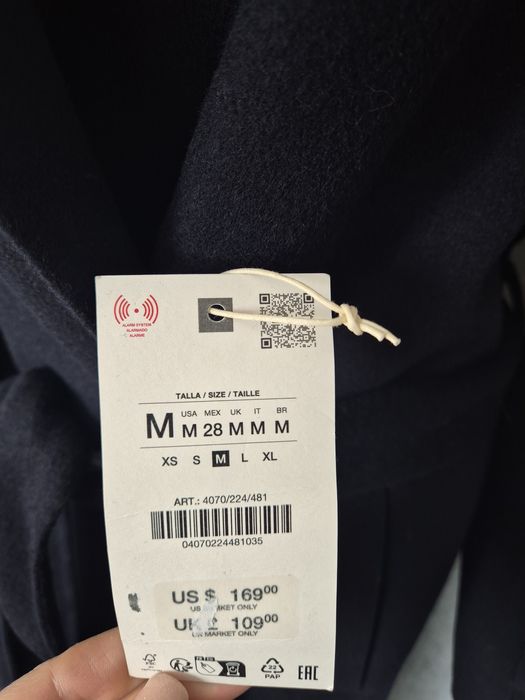 ALARM SYSTEM
ALARMADO
ALARME
TALLA / SIZE / TAILLE
USA MEX UK IT BR
M M 28 M M M
XS S M L XL
ART.: 4070/224/481
04070224481035
US $ 169⁰⁰
US MARKET ONLY
UK £ 109⁰⁰
UK MARKET ONLY
FSC
22
PAP
EAC